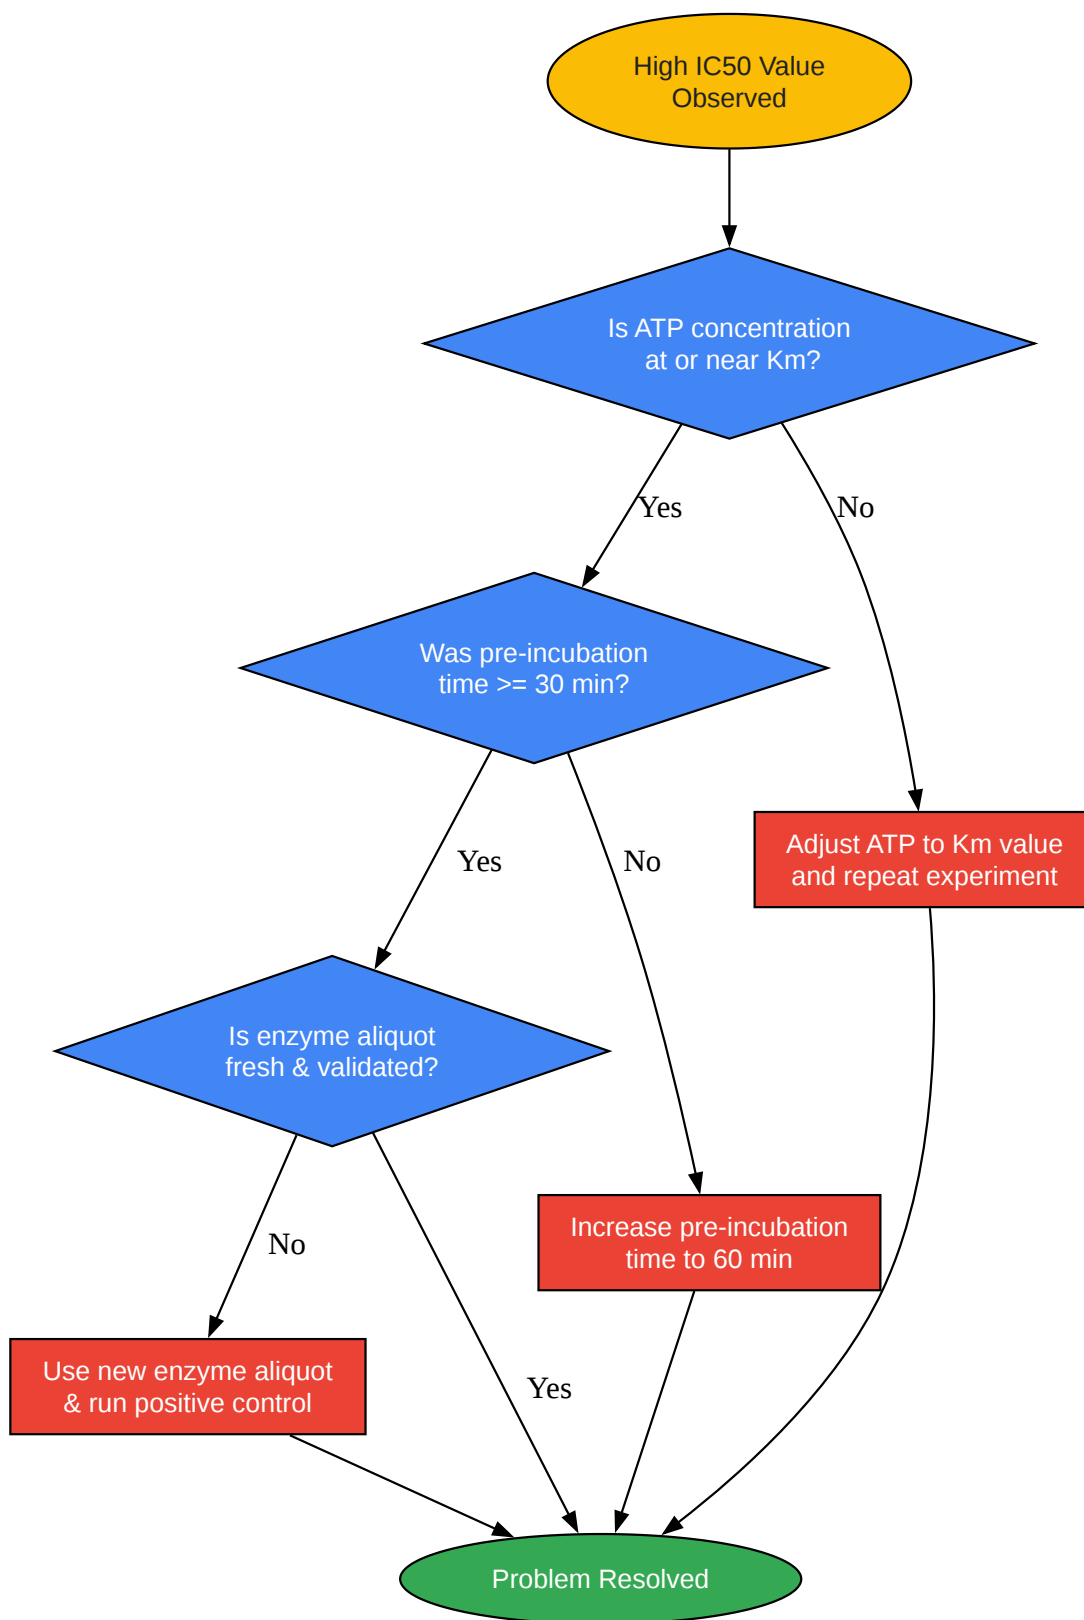 High IC50 Value
Observed
Is ATP concentration
at or near Km?
Yes
No
Was pre-incubation
time >= 30 min?
Adjust ATP to Km value
and repeat experiment
Yes
No
Is enzyme aliquot
fresh & validated?
Increase pre-incubation
time to 60 min
No
Use new enzyme aliquot
& run positive control
Yes
Problem Resolved